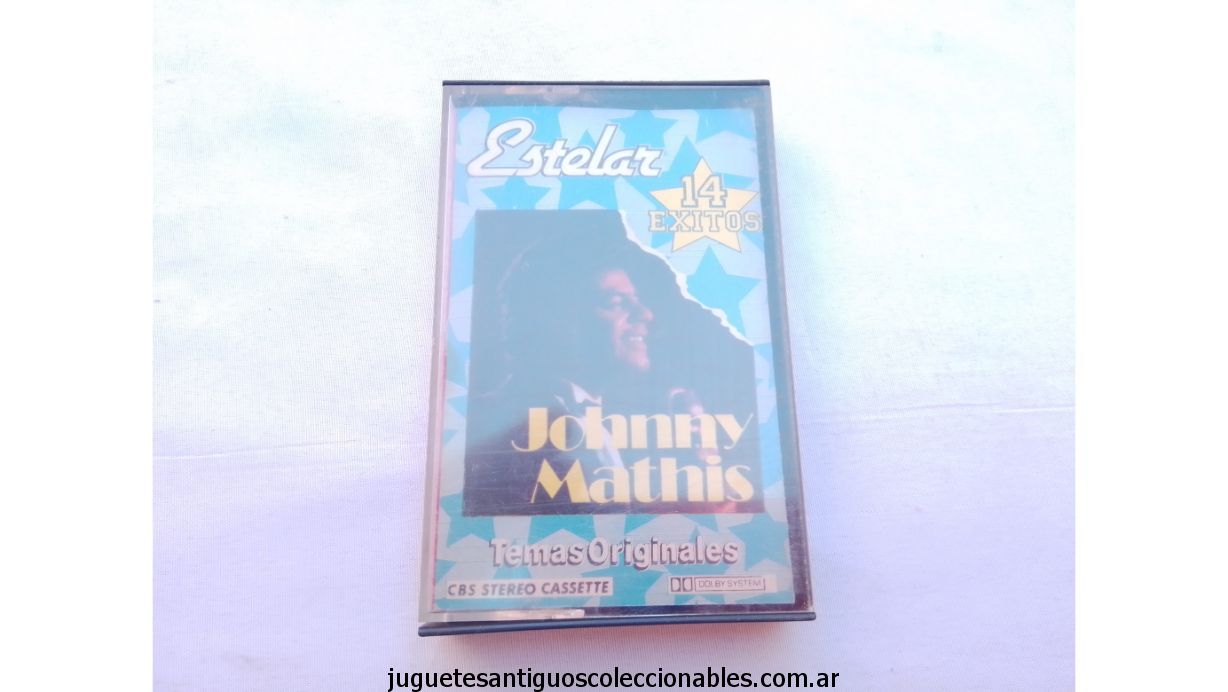 Estelar
14
EXITOS
Johnny
Mathis
Temas Originales
CBS STEREO CASSETTE
DOLBY SYSTEM
juguetesantiguoscoleccionables.com.ar